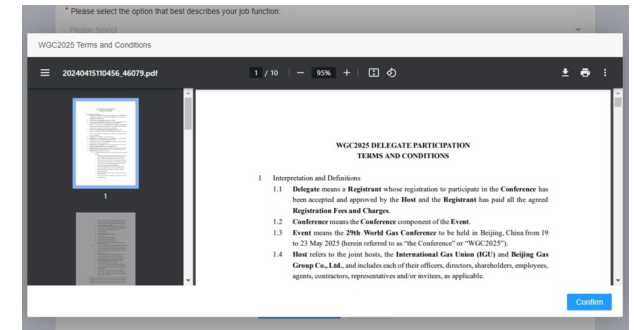 * Please select the option that best describes your job function:
Please Select
WGC2025 Terms and Conditions
20240415110456_46079.pdf
1 / 10
95%
WGC2025 DELEGATE PARTICIPATION
TERMS AND CONDITIONS
1 Interpretation and Definitions
1.1 Delegate means a Registrant whose registration to participate in the Conference has
been accepted and approved by the Host and the Registrant has paid all the agreed
Registration Fees and Charges.
1.2 Conference means the Conference component of the Event.
1.3 Event means the 29th World Gas Conference to be held in Beijing, China from 19
to 23 May 2025 (herein referred to as “the Conference” or “WGC2025”).
1.4 Host refers to the joint hosts, the International Gas Union (IGU) and Beijing Gas
Group Co., Ltd., and includes each of their officers, directors, shareholders, employees,
agents, contractors, representatives and/or invitees, as applicable.
1
Confirm